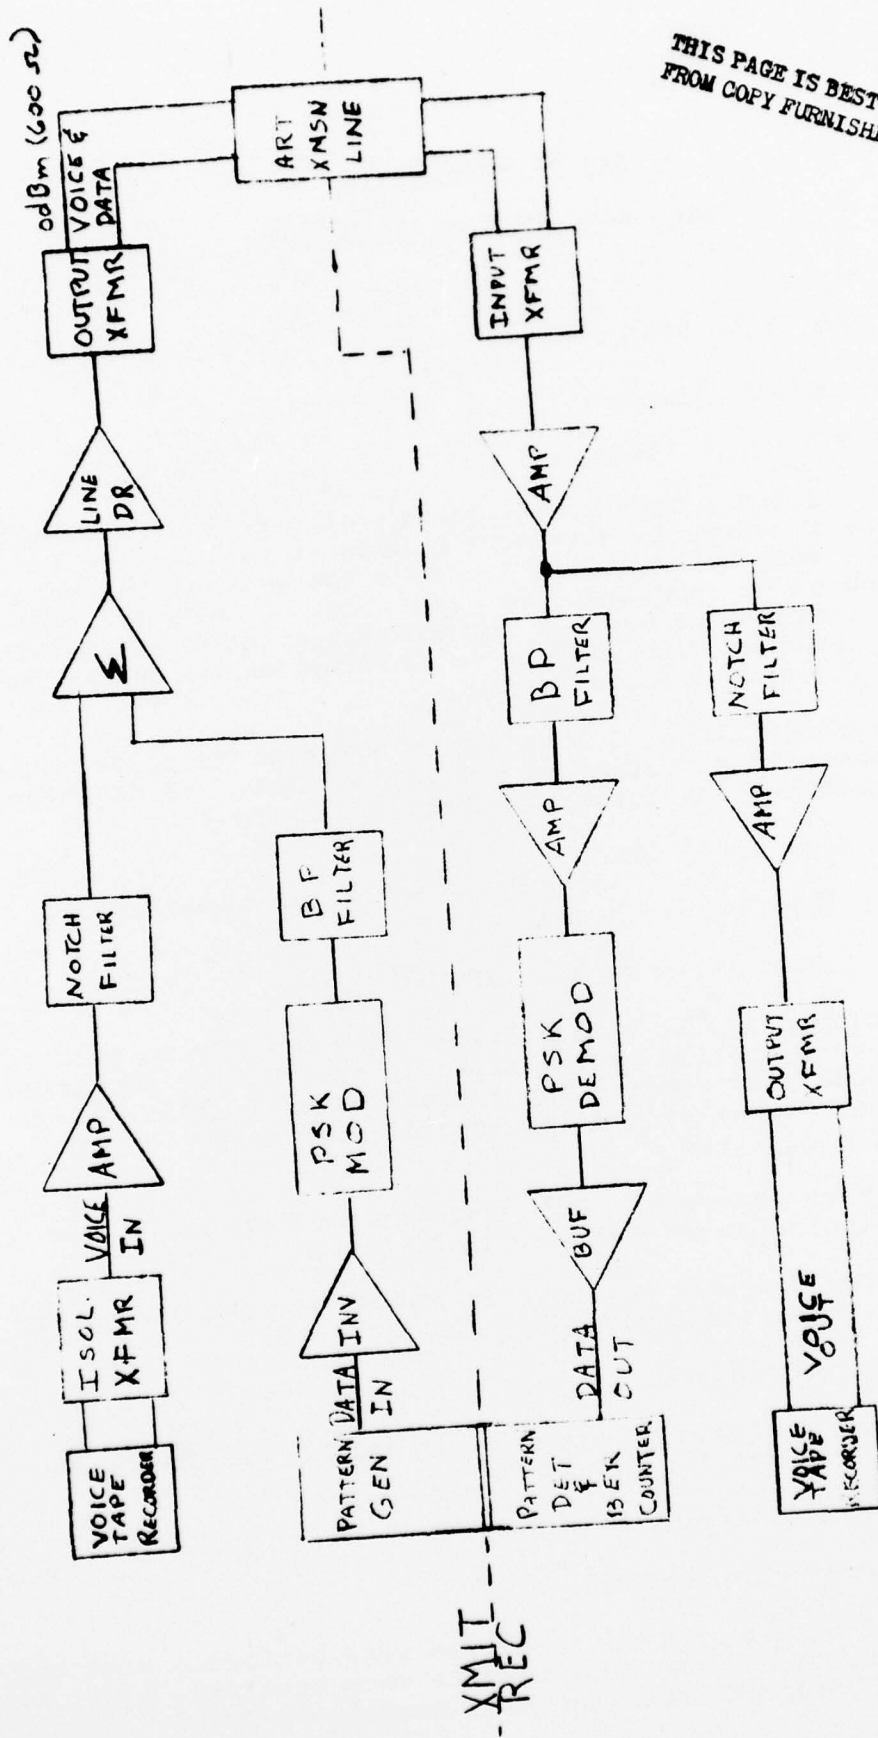 THIS PAGE IS BEST
FROM COPY FURNISH
VOICE
TAPE
RECORDER
ISOL.
XFMR
VOICE
IN
AMP
NOTCH
FILTER
Σ
LINE
DR
OUTPUT
XFMR
0dBm (600 Ω)
VOICE &
DATA
ART
XMSN
LINE
PATTERN
GEN
DATA
IN
INV
PSK
MOD
BP
FILTER
XMIT
REC
INPUT
XFMR
AMP
BP
FILTER
AMP
PSK
DEMOD
BUF
DATA
OUT
PATTERN
DET
&
BER
COUNTER
NOTCH
FILTER
AMP
OUTPUT
XFMR
VOICE
OUT
VOICE
TAPE
RECORDER